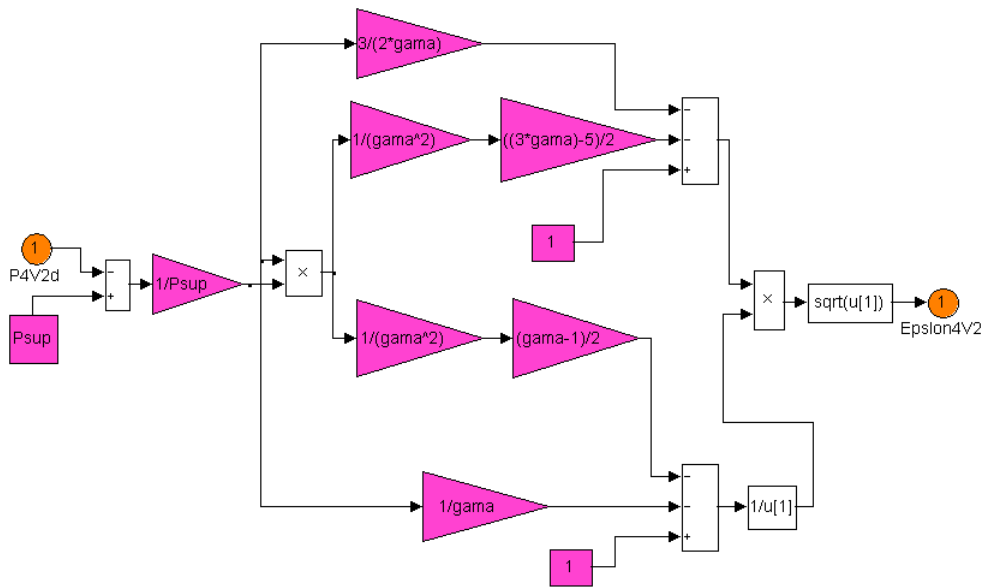 3/(2*gama)
1/(gama^2)
((3*gama)-5)/2
−
−
+
1
1
P4V2d
−
+
1/Psup
×
Psup
1/(gama^2)
(gama-1)/2
×
sqrt(u[1])
1
Epslon4V2
1/gama
−
−
+
1/u[1]
1